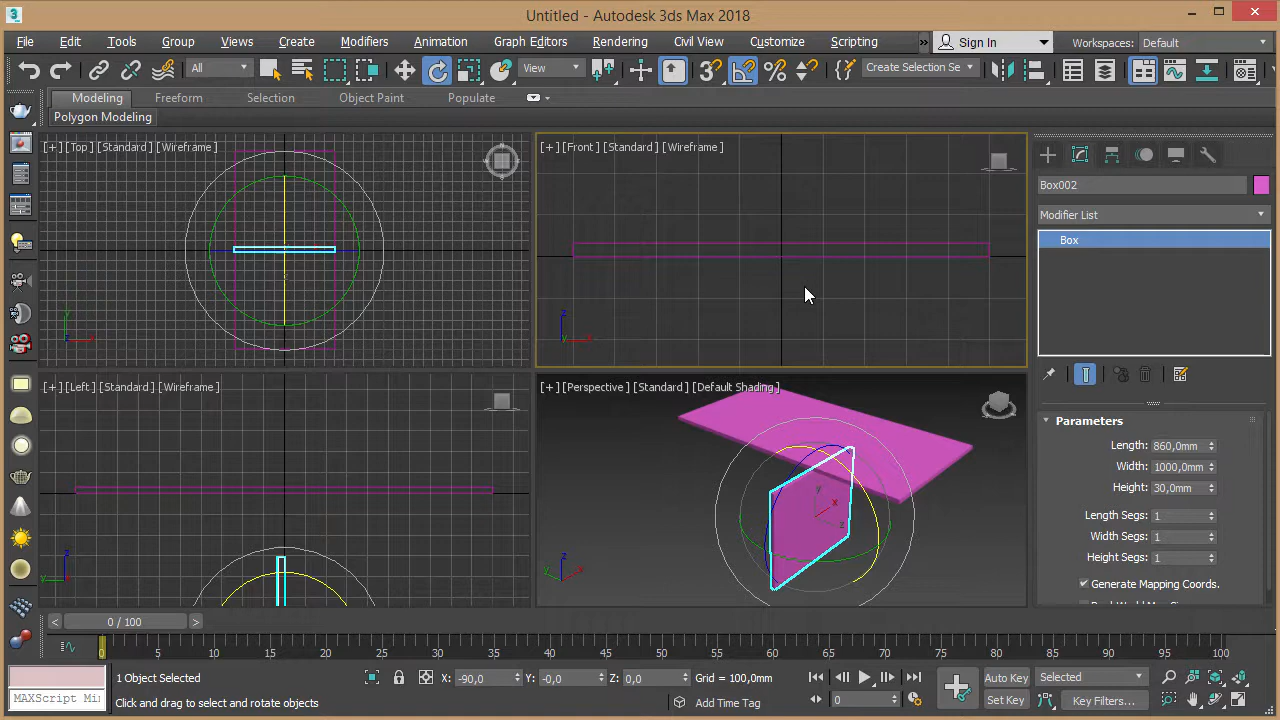 Untitled - Autodesk 3ds Max 2018
File Edit Tools Group Views Create Modifiers Animation Graph Editors Rendering Civil View Customize Scripting » Sign In Workspaces: Default
All View Create Selection Se
Modeling Freeform Selection Object Paint Populate
Polygon Modeling
[+] [Top] [Standard] [Wireframe] [+] [Front] [Standard] [Wireframe]
Box002
Modifier List
Box
[+] [Left] [Standard] [Wireframe] [+] [Perspective] [Standard] [Default Shading]
Parameters
Length: 860,0mm
Width: 1000,0mm
Height: 30,0mm
Length Segs: 1
Width Segs: 1
Height Segs: 1
Generate Mapping Coords.
< 0 / 100 >
0 5 10 15 20 25 30 35 40 45 50 55 60 65 70 75 80 85 90 95 100
1 Object Selected X: -90,0 Y: -0,0 Z: 0,0 Grid = 100,0mm Auto Key Selected
MAXScript Mi Click and drag to select and rotate objects Add Time Tag 0 Set Key Key Filters...